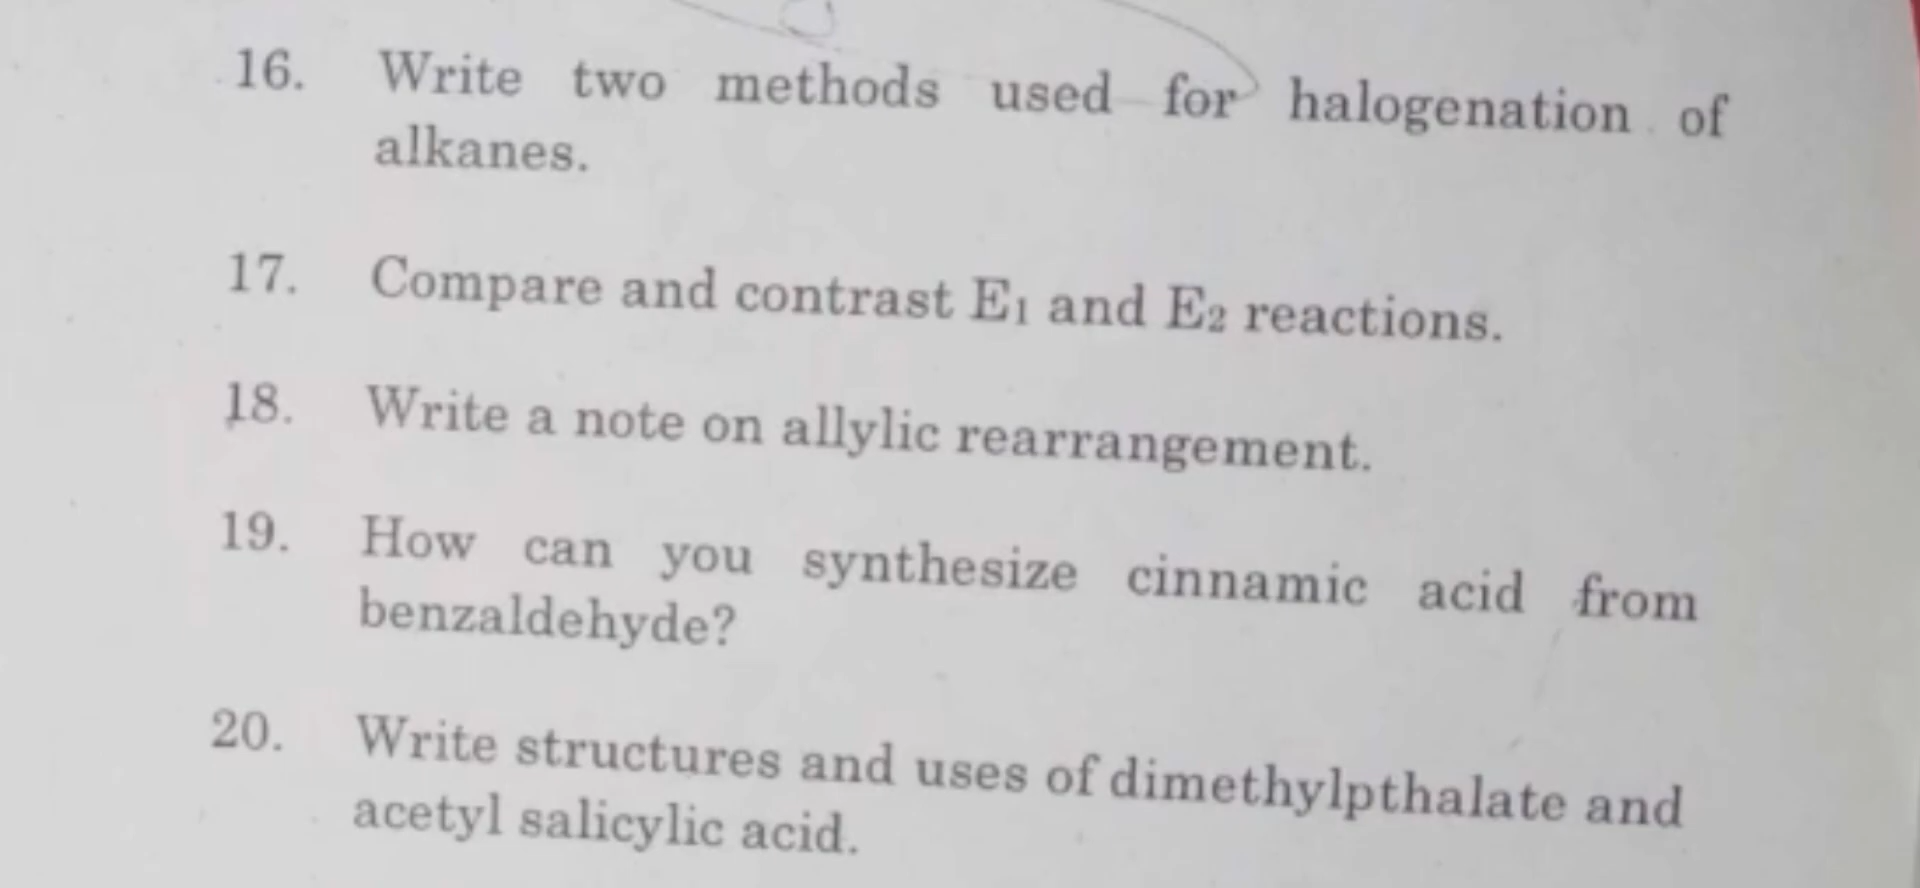 16. Write two methods used for halogenation of
alkanes.
17. Compare and contrast E₁ and E₂ reactions.
18. Write a note on allylic rearrangement.
19. How can you synthesize cinnamic acid from
benzaldehyde?
20. Write structures and uses of dimethylpthalate and
acetyl salicylic acid.